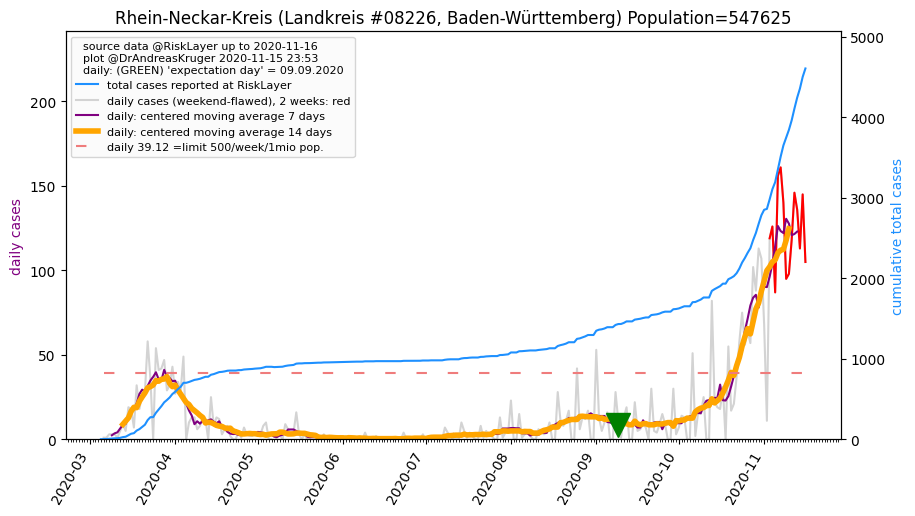 Rhein-Neckar-Kreis (Landkreis #08226, Baden-Württemberg) Population=547625
source data @RiskLayer up to 2020-11-16
plot @DrAndreasKruger 2020-11-15 23:53
daily: (GREEN) 'expectation day' = 09.09.2020
total cases reported at RiskLayer
daily cases (weekend-flawed), 2 weeks: red
daily: centered moving average 7 days
daily: centered moving average 14 days
daily 39.12 =limit 500/week/1mio pop.
daily cases
200
150
100
50
0
cumulative total cases
5000
4000
3000
2000
1000
0
2020-03
2020-04
2020-05
2020-06
2020-07
2020-08
2020-09
2020-10
2020-11